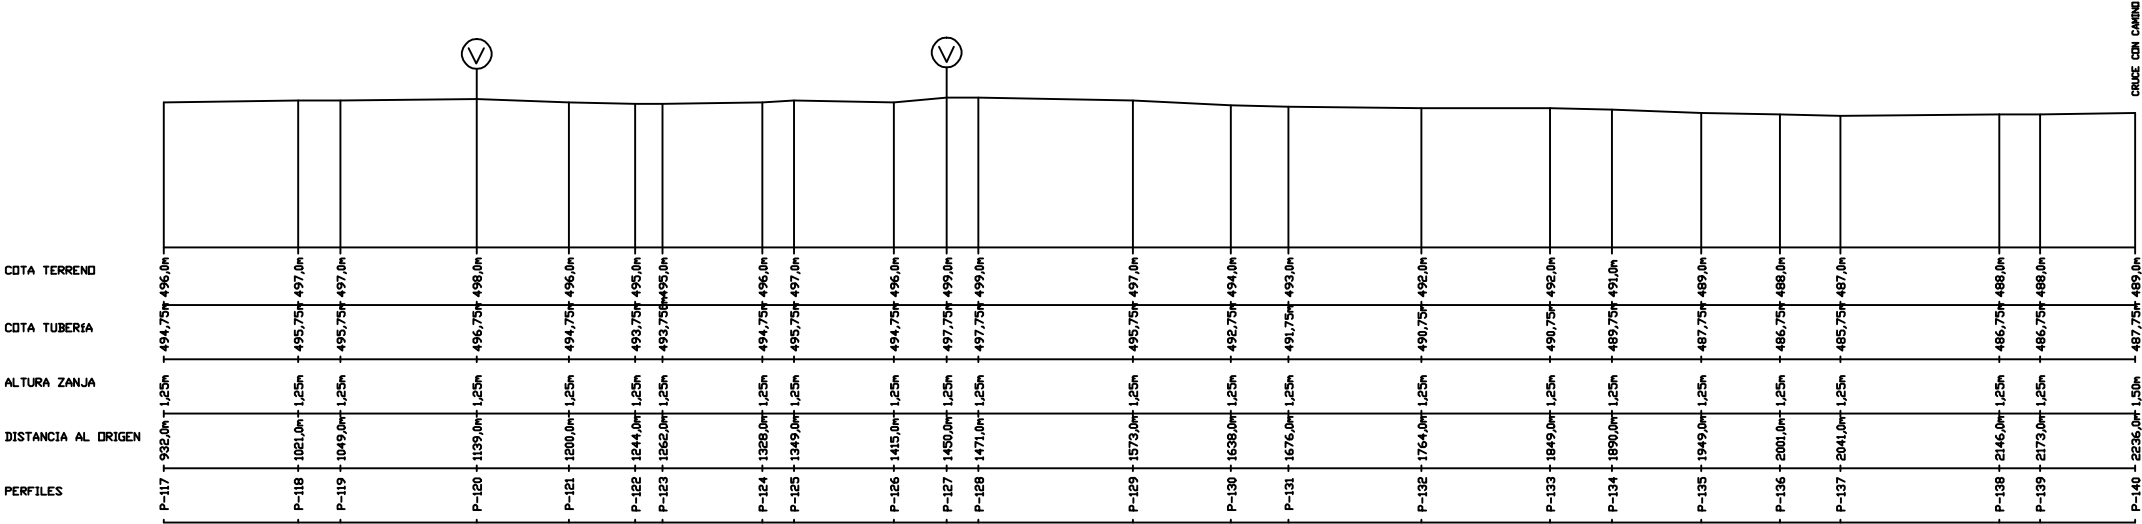 CRUCE CON CAMINO
V V
COTA TERRENO 496,0m 497,0m 497,0m 498,0m 496,0m 495,0m 495,0m 496,0m 497,0m 496,0m 499,0m 499,0m 497,0m 494,0m 493,0m 492,0m 492,0m 491,0m 489,0m 488,0m 487,0m 488,0m 488,0m 489,0m
COTA TUBERíA 494,75m 495,75m 495,75m 496,75m 494,75m 493,75m 493,758m 494,75m 495,75m 494,75m 497,75m 497,75m 495,75m 492,75m 491,75m 490,75m 490,75m 489,75m 487,75m 486,75m 485,75m 486,75m 486,75m 487,75m
ALTURA ZANJA 1,25m 1,25m 1,25m 1,25m 1,25m 1,25m 1,25m 1,25m 1,25m 1,25m 1,25m 1,25m 1,25m 1,25m 1,25m 1,25m 1,25m 1,25m 1,25m 1,25m 1,25m 1,25m 1,25m 1,50m
DISTANCIA AL ORIGEN 932,0m 1021,0m 1049,0m 1139,0m 1200,0m 1244,0m 1262,0m 1328,0m 1349,0m 1415,0m 1450,0m 1471,0m 1573,0m 1638,0m 1676,0m 1764,0m 1849,0m 1890,0m 1949,0m 2001,0m 2041,0m 2146,0m 2173,0m 2236,0m
PERFILES P-117 P-118 P-119 P-120 P-121 P-122 P-123 P-124 P-125 P-126 P-127 P-128 P-129 P-130 P-131 P-132 P-133 P-134 P-135 P-136 P-137 P-138 P-139 P-140